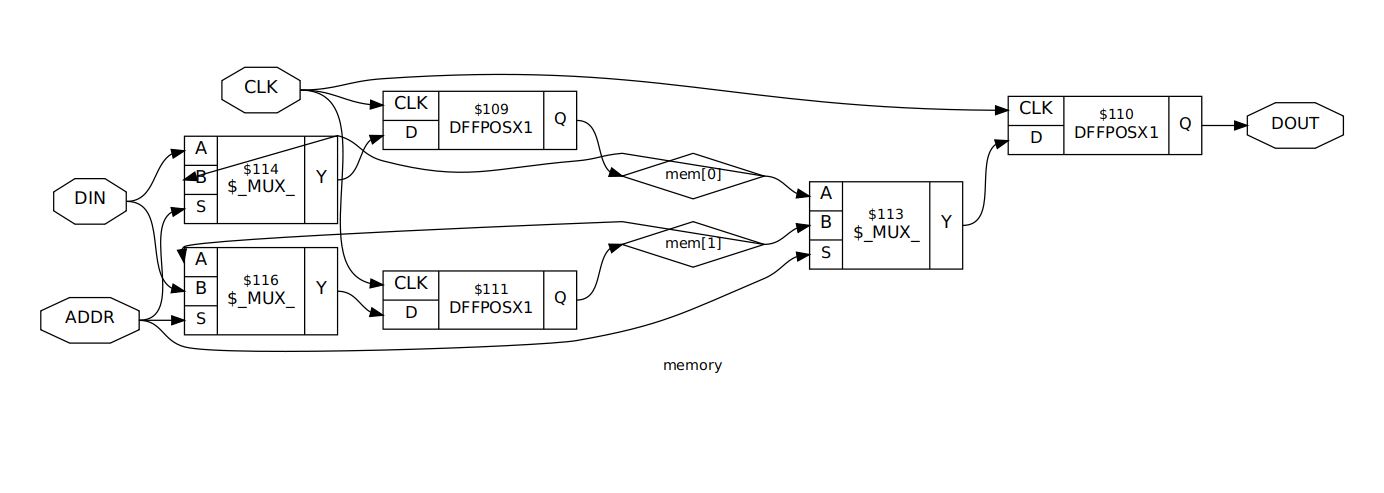 CLK
DIN
ADDR
A
B
S
$114
$_MUX_
Y
A
B
S
$116
$_MUX_
Y
CLK
D
$109
DFFPOSX1
Q
CLK
D
$111
DFFPOSX1
Q
mem[0]
mem[1]
A
B
S
$113
$_MUX_
Y
CLK
D
$110
DFFPOSX1
Q
DOUT
memory